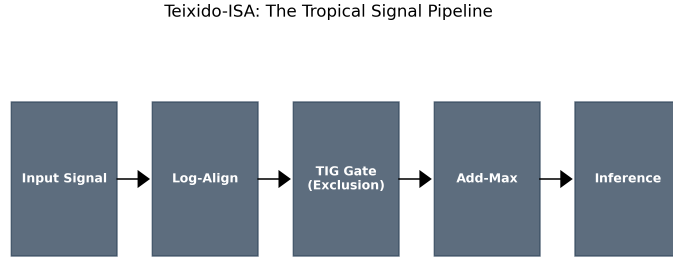 Teixido-ISA: The Tropical Signal Pipeline
Input Signal
Log-Align
TIG Gate
(Exclusion)
Add-Max
Inference